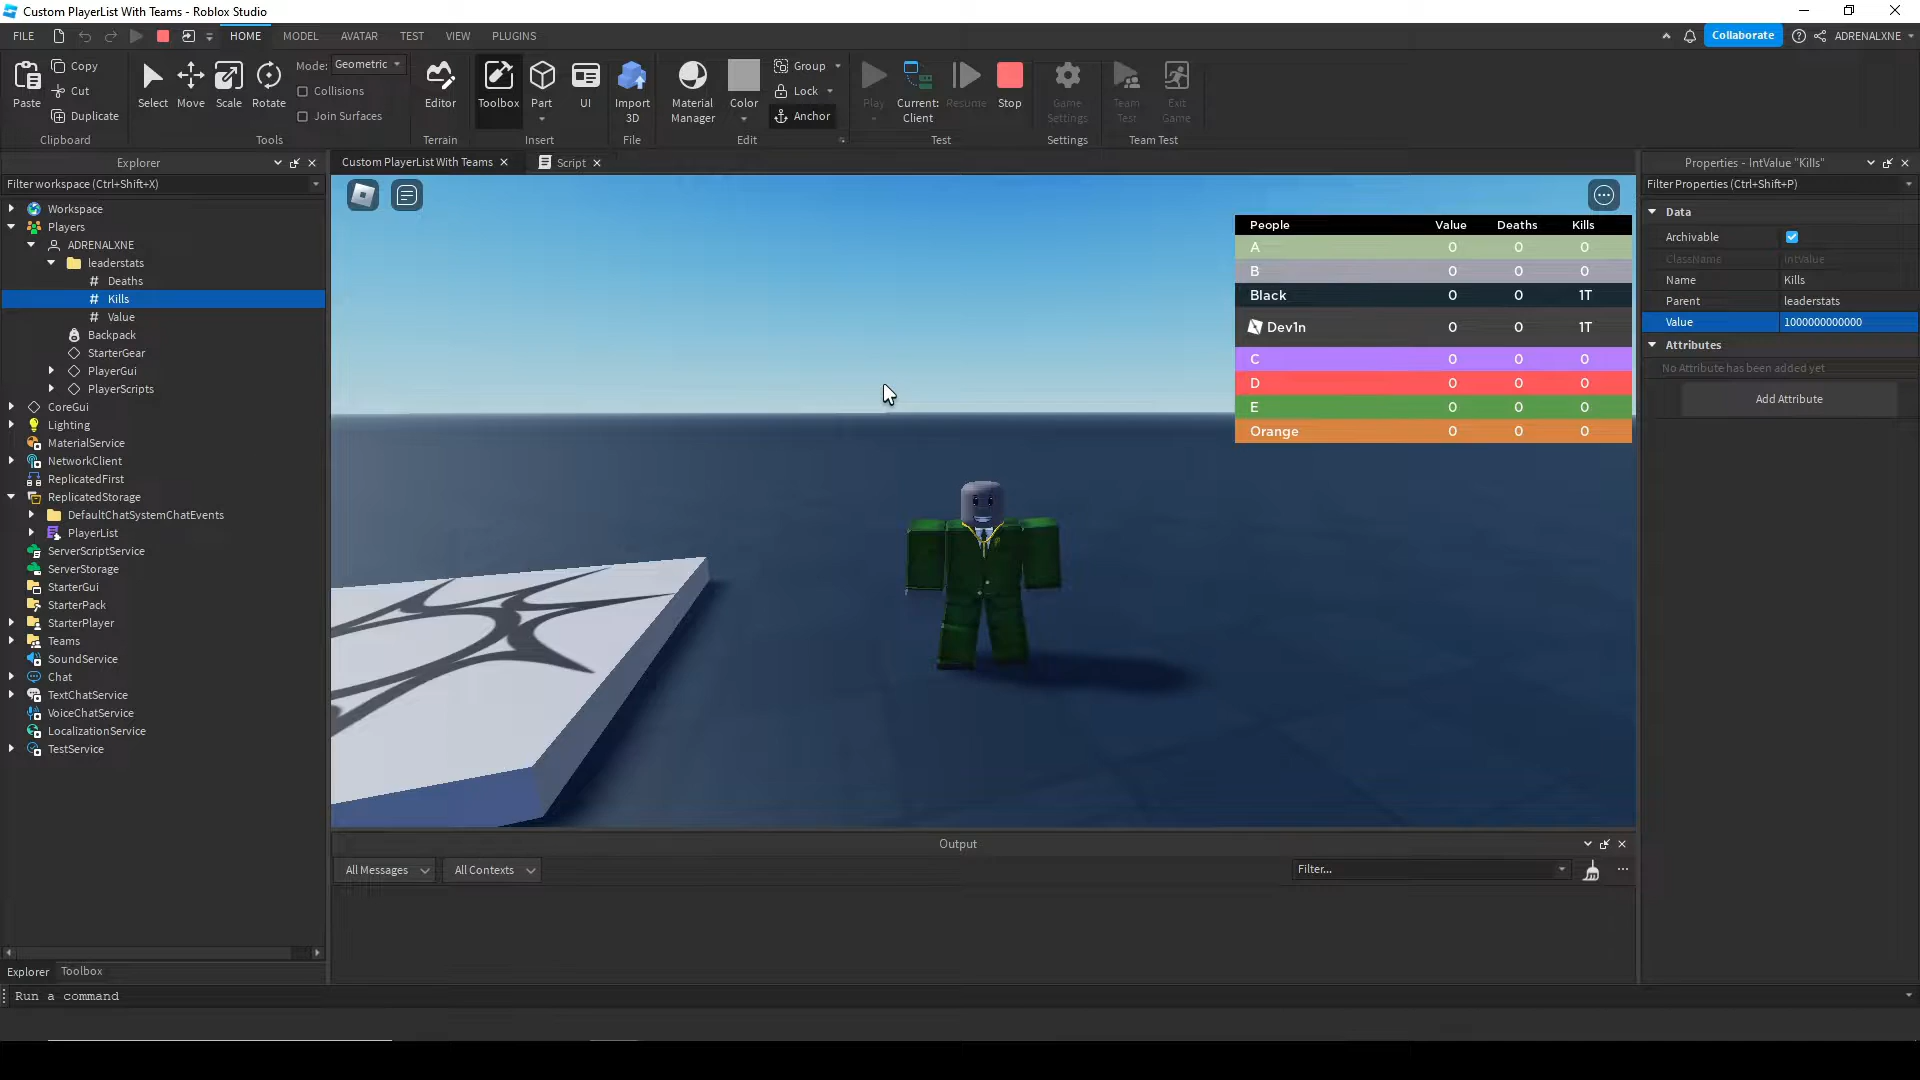 Custom PlayerList With Teams - Roblox Studio
FILE HOME MODEL AVATAR TEST VIEW PLUGINS Collaborate ADRENALXNE
Paste Copy Cut Duplicate Clipboard
Select Move Scale Rotate Mode: Geometric Collisions Join Surfaces Tools
Editor Terrain
Toolbox Part UI Insert
Import 3D File
Material Manager Color Group Lock Anchor Edit
Play Current: Client Resume Stop Test
Game Settings Settings
Team Test Exit Game Team Test
Explorer
Filter workspace (Ctrl+Shift+X)
Workspace
Players
ADRENALXNE
leaderstats
# Deaths
# Kills
# Value
Backpack
StarterGear
PlayerGui
PlayerScripts
CoreGui
Lighting
MaterialService
NetworkClient
ReplicatedFirst
ReplicatedStorage
DefaultChatSystemChatEvents
PlayerList
ServerScriptService
ServerStorage
StarterGui
StarterPack
StarterPlayer
Teams
SoundService
Chat
TextChatService
VoiceChatService
LocalizationService
TestService
Explorer Toolbox
Custom PlayerList With Teams Script
People Value Deaths Kills
A 0 0 0
B 0 0 0
Black 0 0 1T
Dev1n 0 0 1T
C 0 0 0
D 0 0 0
E 0 0 0
Orange 0 0 0
Output
All Messages All Contexts Filter...
Properties - IntValue "Kills"
Filter Properties (Ctrl+Shift+P)
Data
Archivable
ClassName IntValue
Name Kills
Parent leaderstats
Value 1000000000000
Attributes
No Attribute has been added yet
Add Attribute
Run a command